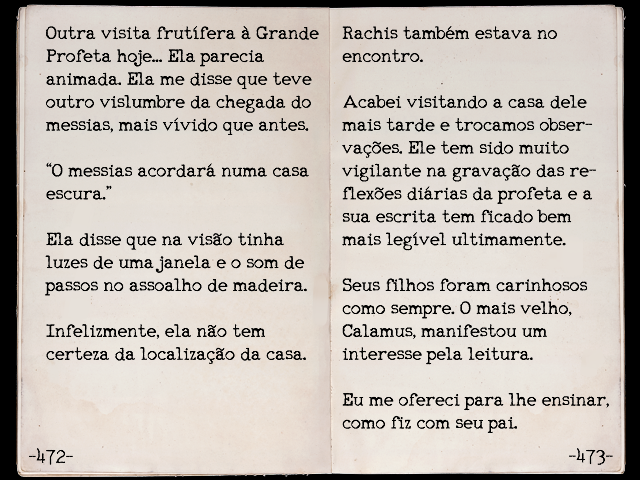 Outra visita frutífera à Grande
Profeta hoje... Ela parecia
animada. Ela me disse que teve
outro vislumbre da chegada do
messias, mais vívido que antes.
"O messias acordará numa casa
escura."
Ela disse que na visão tinha
luzes de uma janela e o som de
passos no assoalho de madeira.
Infelizmente, ela não tem
certeza da localização da casa.
-472-
Rachis também estava no
encontro.
Acabei visitando a casa dele
mais tarde e trocamos obser-
vações. Ele tem sido muito
vigilante na gravação das re-
flexões diárias da profeta e a
sua escrita tem ficado bem
mais legível ultimamente.
Seus filhos foram carinhosos
como sempre. O mais velho,
Calamus, manifestou um
interesse pela leitura.
Eu me ofereci para lhe ensinar,
como fiz com seu pai.
-473-